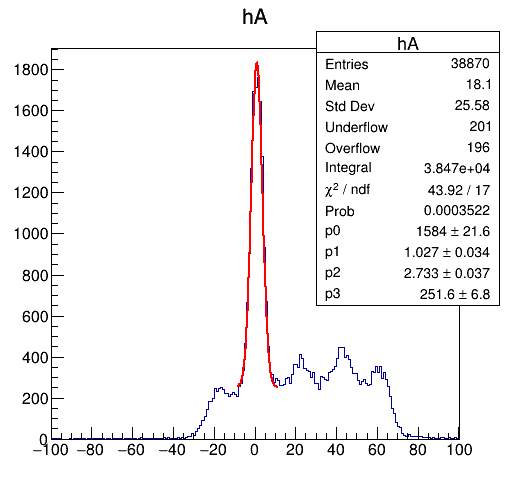 hA
hA
Entries 38870
Mean 18.1
Std Dev 25.58
Underflow 201
Overflow 196
Integral 3.847e+04
χ² / ndf 43.92 / 17
Prob 0.0003522
p0 1584 ± 21.6
p1 1.027 ± 0.034
p2 2.733 ± 0.037
p3 251.6 ± 6.8
1800
1600
1400
1200
1000
800
600
400
200
0
−100 −80 −60 −40 −20 0 20 40 60 80 100